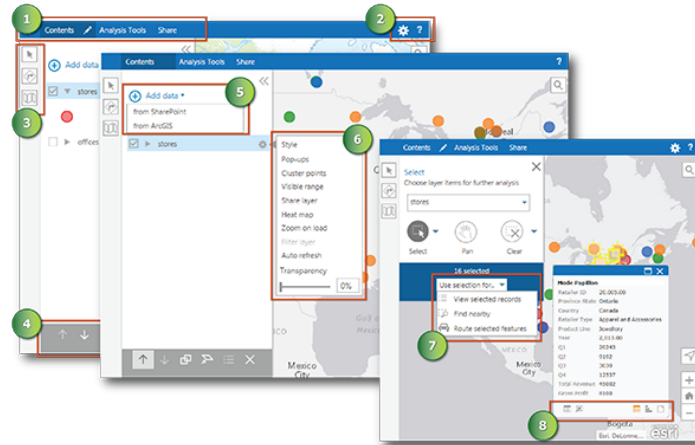 1
Contents Analysis Tools Share
2
?
3
Add data
stores
offices
4
Contents Analysis Tools Share
?
5
Add data
from SharePoint
from ArcGIS
stores
6
Style
Pop-ups
Cluster points
Visible range
Share layer
Heat map
Zoom on load
Filter layer
Auto refresh
Transparency
0%
Mexico
City
Contents Analysis Tools Share
?
Select
Choose layer items for further analysis
stores
Select Pan Clear
16 selected
Use selection for..
View selected records
Find nearby
Route selected features
7
MEXICO
Mexico
City
Mode Papillon
Retailer ID 20,005.00
Province State Ontario
Country Canada
Retailer Type Apparel and Accessories
Product Line Jewellery
Year 2,013.00
Q1
Q2
Q3
Q4 12337
Total Revenue
Gross Profit
8
Bogota
esri